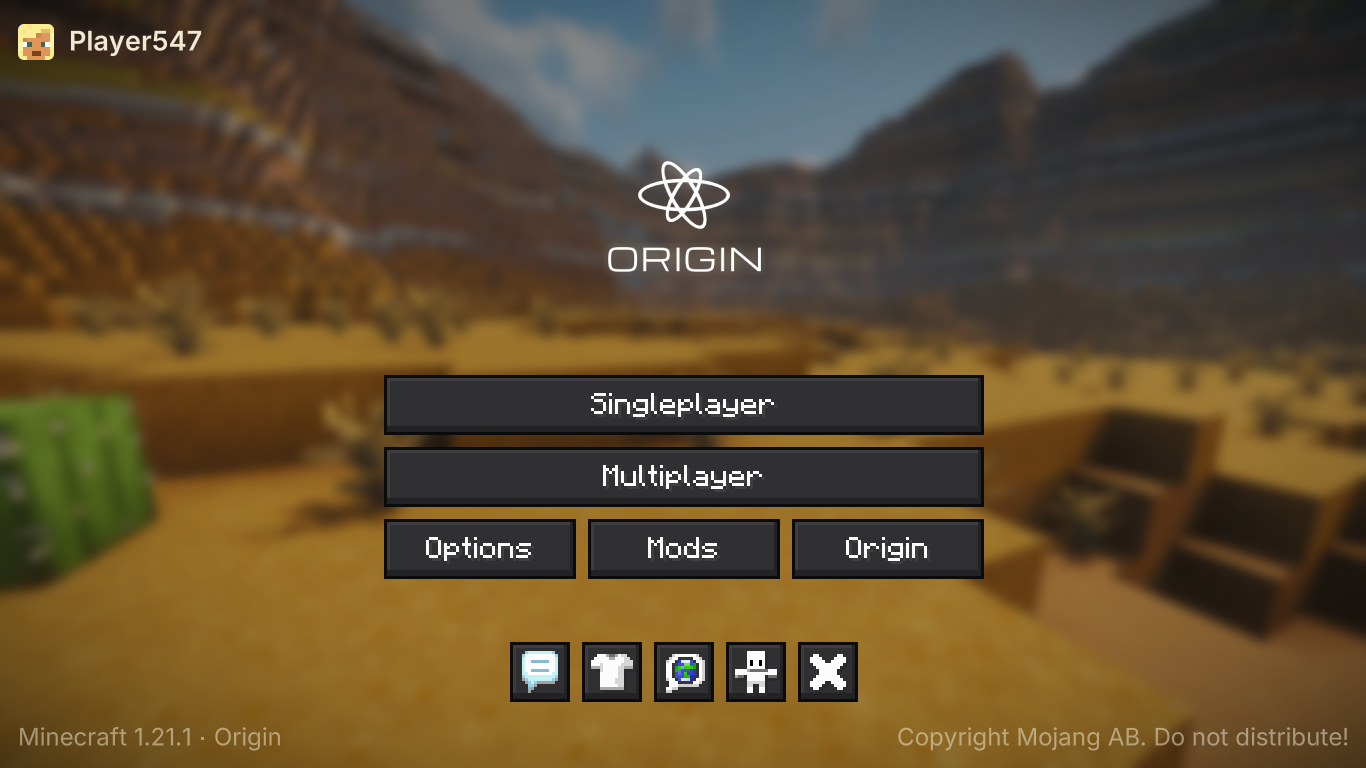 Player547
ORIGIN
Singleplayer
Multiplayer
Options
Mods
Origin
Minecraft 1.21.1 · Origin
Copyright Mojang AB. Do not distribute!